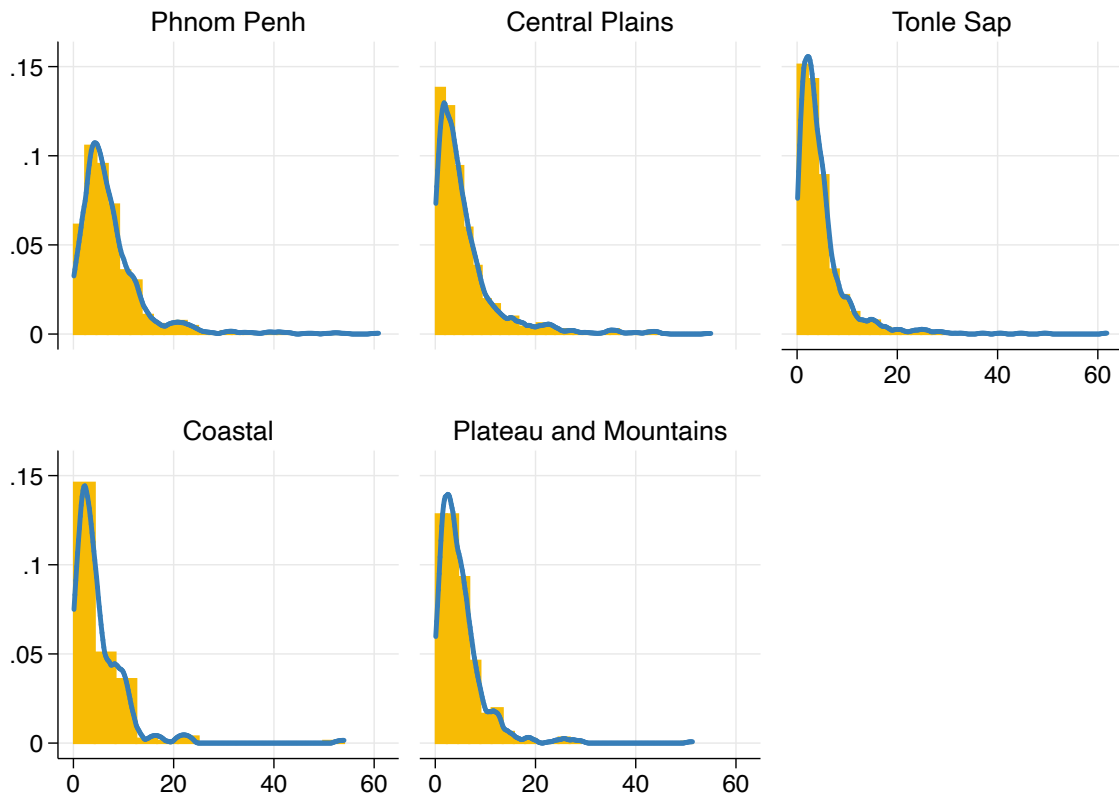 Phnom Penh
Central Plains
Tonle Sap
.15
.1
.05
0
0 20 40 60
Coastal
Plateau and Mountains
.15
.1
.05
0
0 20 40 60
0 20 40 60